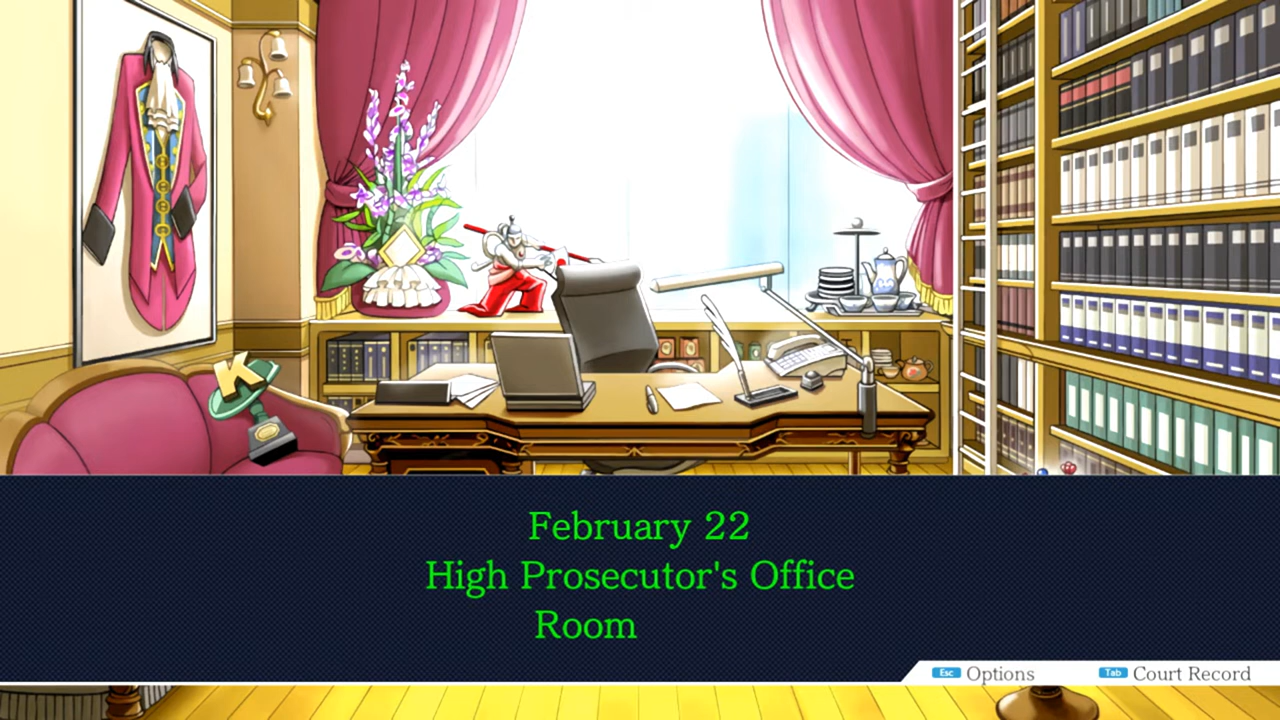 K
February 22
High Prosecutor's Office
Room
Esc Options
Tab Court Record